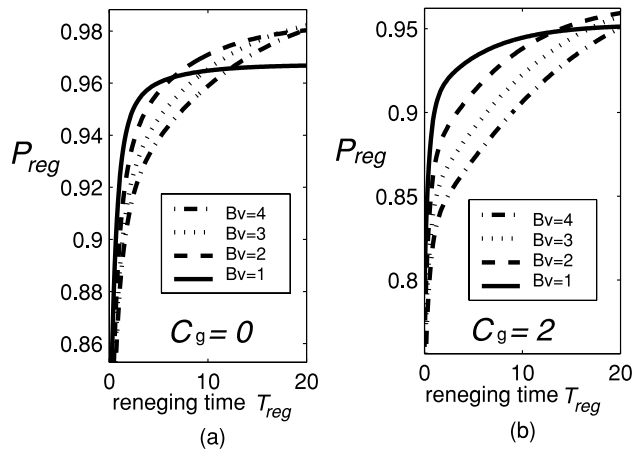 0.98
0.96
0.94
0.92
0.9
0.88
0.86
P_reg
Bv=4
Bv=3
Bv=2
Bv=1
C_g = 0
0 10 20
reneging time T_reg
(a)
0.95
0.9
0.85
0.8
P_reg
Bv=4
Bv=3
Bv=2
Bv=1
C_g = 2
0 10 20
reneging time T_reg
(b)